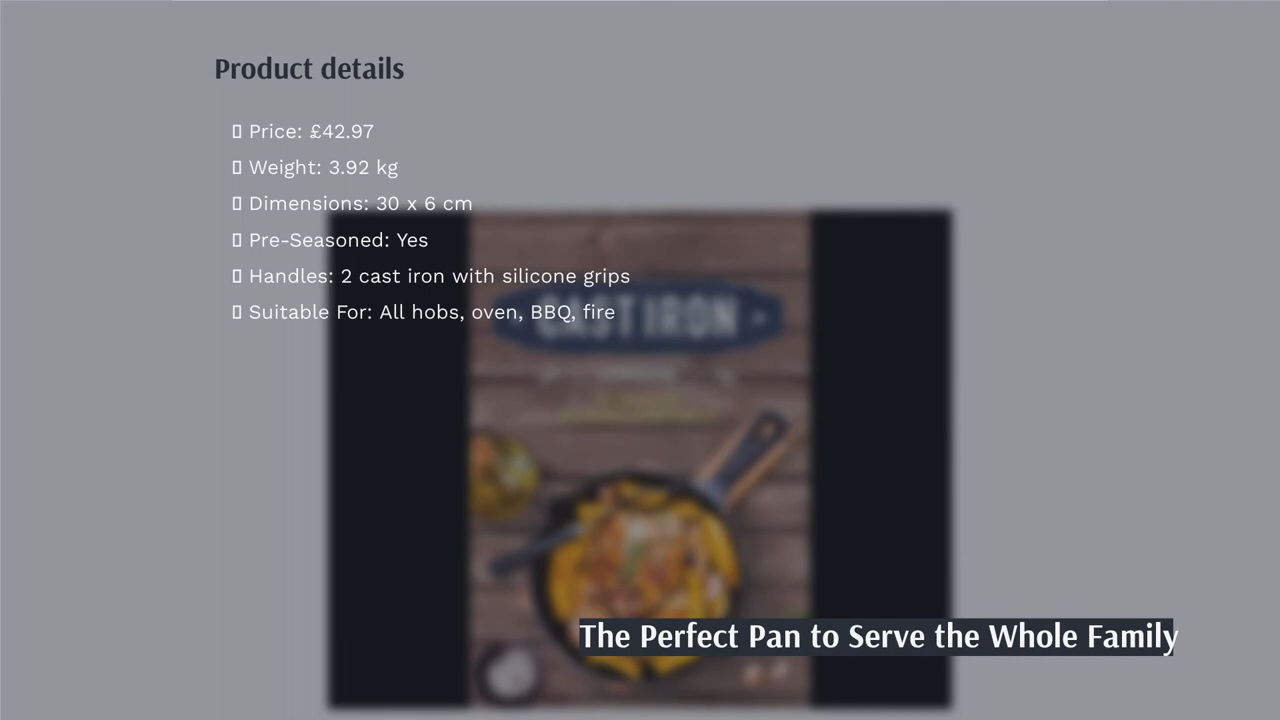 Product details
Price: £42.97
Weight: 3.92 kg
Dimensions: 30 x 6 cm
Pre-Seasoned: Yes
Handles: 2 cast iron with silicone grips
Suitable For: All hobs, oven, BBQ, fire
CAST IRON
The Perfect Pan to Serve the Whole Family